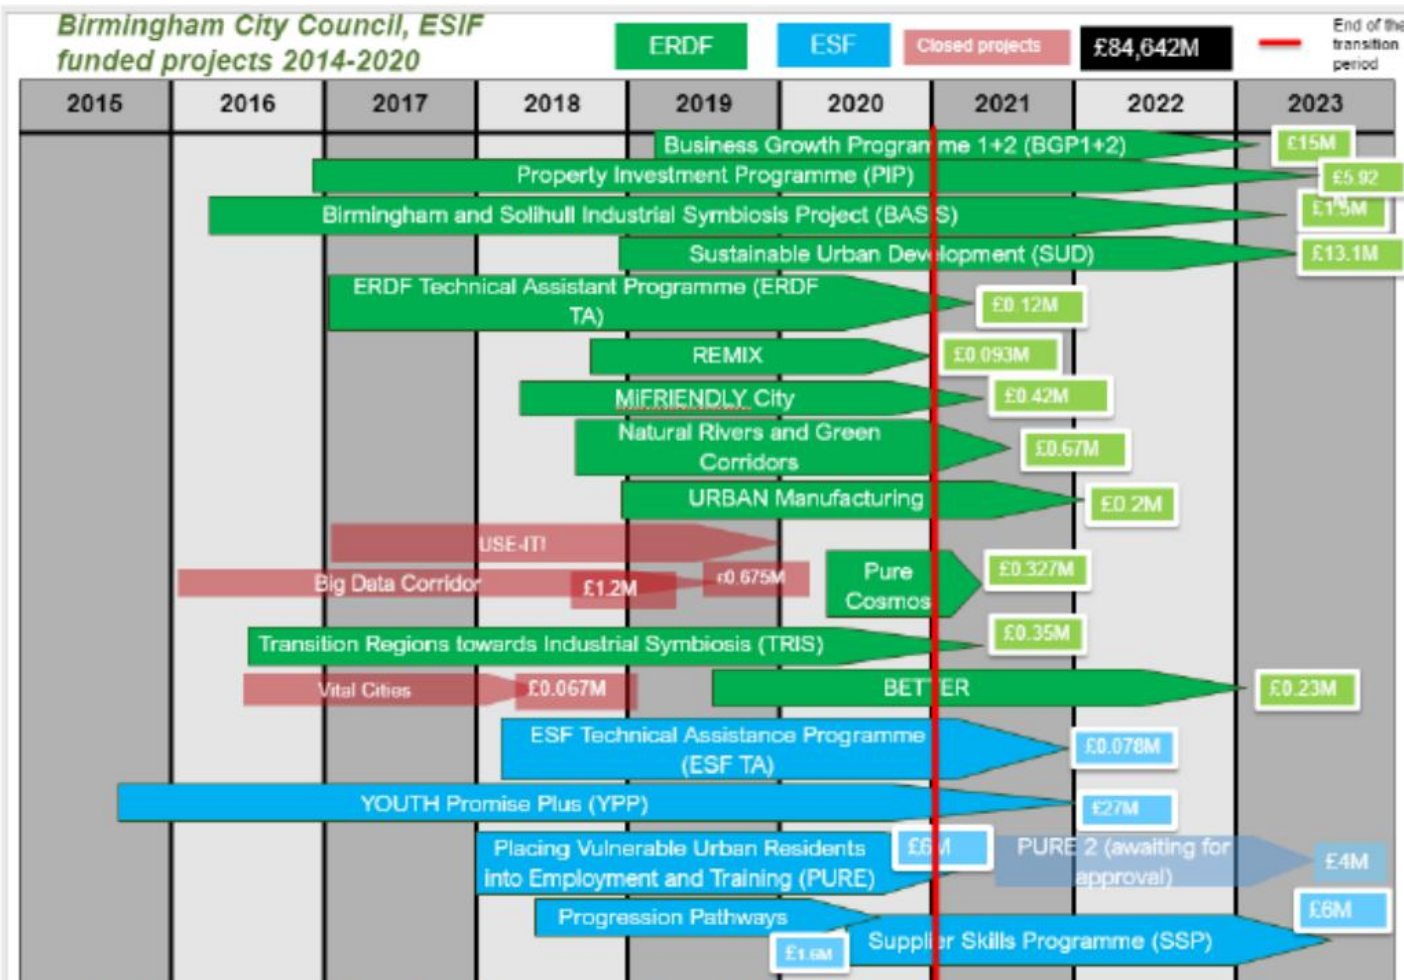 Birmingham City Council, ESIF
funded projects 2014-2020
ERDF
ESF
Closed projects
£84,642M
End of the
transition
period
2015 2016 2017 2018 2019 2020 2021 2022 2023
Business Growth Programme 1+2 (BGP1+2)
£15M
Property Investment Programme (PIP)
£5.92
M
Birmingham and Solihull Industrial Symbiosis Project (BASIS)
£1.5M
Sustainable Urban Development (SUD)
£13.1M
ERDF Technical Assistant Programme (ERDF
TA)
£0.12M
REMIX
£0.093M
MiFRIENDLY City
£0.42M
Natural Rivers and Green
Corridors
£0.67M
URBAN Manufacturing
£0.2M
USE-IT!
Big Data Corridor
£1.2M
£0.675M
Pure
Cosmos
£0.327M
Transition Regions towards Industrial Symbiosis (TRIS)
£0.35M
Vital Cities
£0.067M
BETTER
£0.23M
ESF Technical Assistance Programme
(ESF TA)
£0.078M
YOUTH Promise Plus (YPP)
£27M
Placing Vulnerable Urban Residents
into Employment and Training (PURE)
£6M
PURE 2 (awaiting for
approval)
£4M
Progression Pathways
£1.6M
Supplier Skills Programme (SSP)
£6M